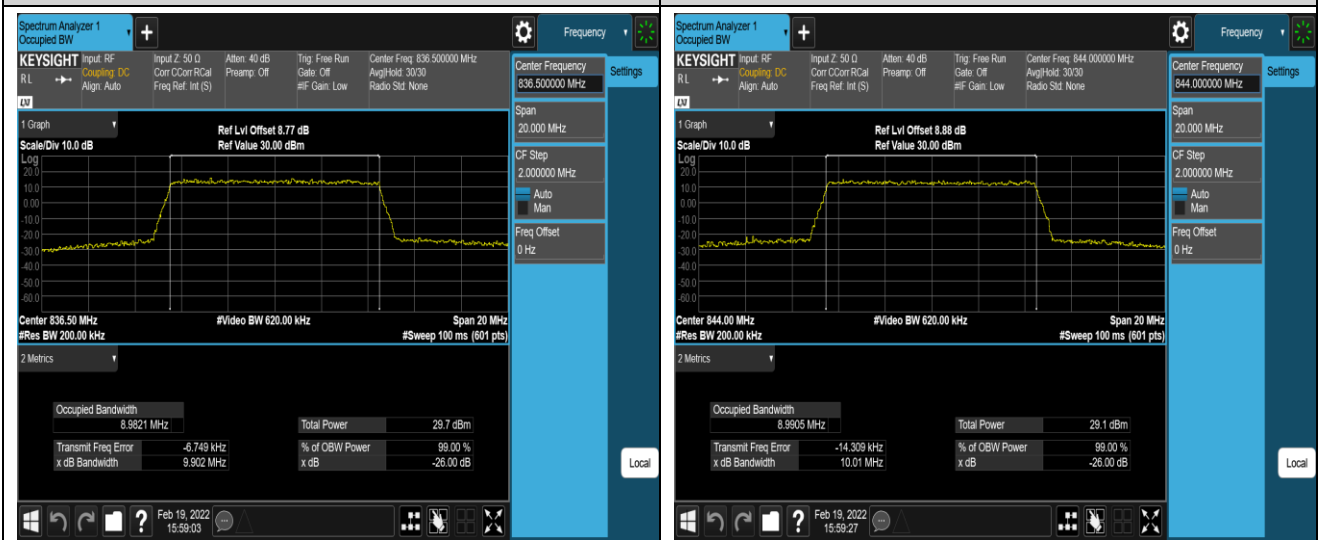 Spectrum Analyzer 1
Occupied BW
+
Frequency
KEYSIGHT
RL
LXI
Input: RF
Coupling: DC
Align: Auto
Input Z: 50 Ω
Corr CCorr RCal
Freq Ref: Int (S)
Atten: 40 dB
Preamp: Off
Trig: Free Run
Gate: Off
#IF Gain: Low
Center Freq: 836.500000 MHz
Avg|Hold: 30/30
Radio Std: None
Center Frequency
836.500000 MHz
Settings
Span
20.000 MHz
CF Step
2.000000 MHz
Auto
Man
Freq Offset
0 Hz
Local
1 Graph
Scale/Div 10.0 dB
Ref Lvl Offset 8.77 dB
Ref Value 30.00 dBm
Log
20.0
10.0
0.00
-10.0
-20.0
-30.0
-40.0
-50.0
-60.0
Center 836.50 MHz
#Video BW 620.00 kHz
Span 20 MHz
#Res BW 200.00 kHz
#Sweep 100 ms (601 pts)
2 Metrics
Occupied Bandwidth
8.9821 MHz
Total Power 29.7 dBm
Transmit Freq Error -6.749 kHz
% of OBW Power 99.00 %
x dB Bandwidth 9.902 MHz
x dB -26.00 dB
?
Feb 19, 2022
15:59:03
Spectrum Analyzer 1
Occupied BW
+
Frequency
KEYSIGHT
RL
LXI
Input: RF
Coupling: DC
Align: Auto
Input Z: 50 Ω
Corr CCorr RCal
Freq Ref: Int (S)
Atten: 40 dB
Preamp: Off
Trig: Free Run
Gate: Off
#IF Gain: Low
Center Freq: 844.000000 MHz
Avg|Hold: 30/30
Radio Std: None
Center Frequency
844.000000 MHz
Settings
Span
20.000 MHz
CF Step
2.000000 MHz
Auto
Man
Freq Offset
0 Hz
Local
1 Graph
Scale/Div 10.0 dB
Ref Lvl Offset 8.88 dB
Ref Value 30.00 dBm
Log
20.0
10.0
0.00
-10.0
-20.0
-30.0
-40.0
-50.0
-60.0
Center 844.00 MHz
#Video BW 620.00 kHz
Span 20 MHz
#Res BW 200.00 kHz
#Sweep 100 ms (601 pts)
2 Metrics
Occupied Bandwidth
8.9905 MHz
Total Power 29.1 dBm
Transmit Freq Error -14.309 kHz
% of OBW Power 99.00 %
x dB Bandwidth 10.01 MHz
x dB -26.00 dB
?
Feb 19, 2022
15:59:27